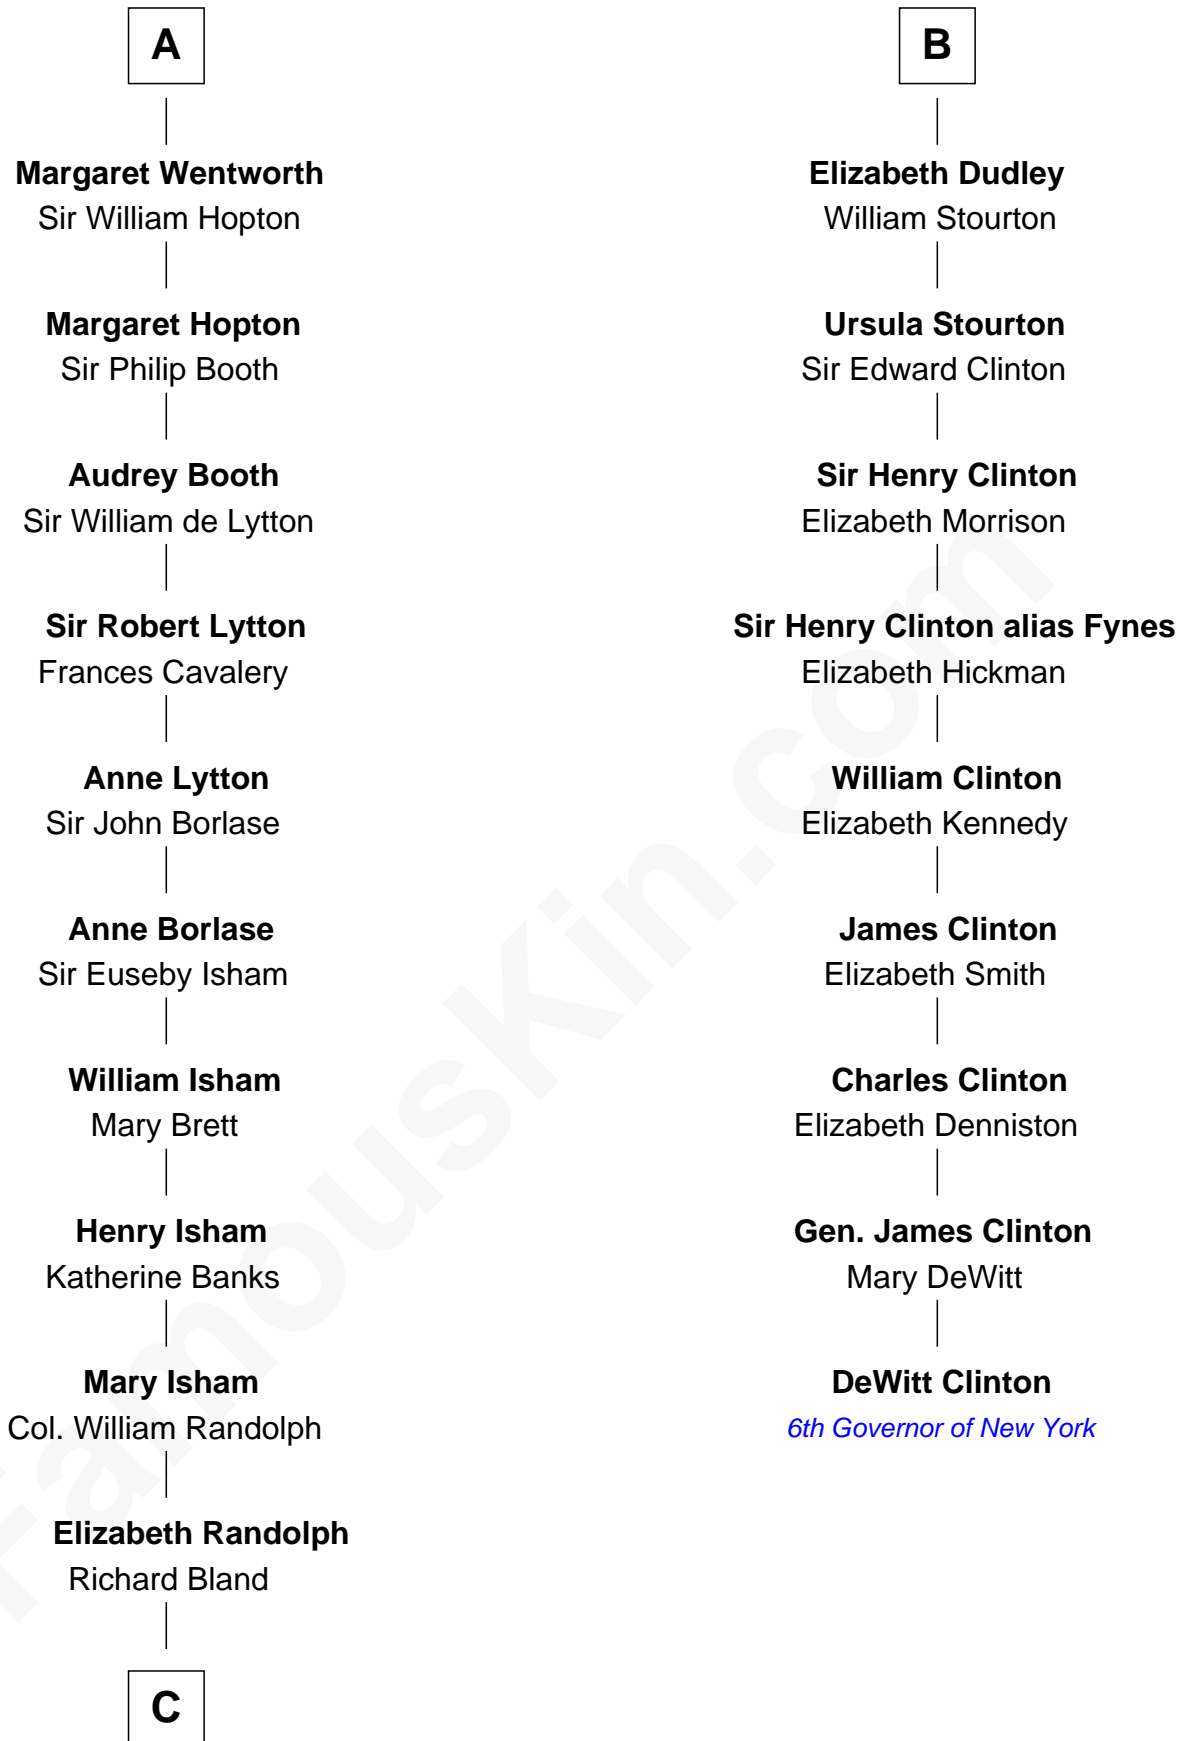 A
Margaret Wentworth
Sir William Hopton
Margaret Hopton
Sir Philip Booth
Audrey Booth
Sir William de Lytton
Sir Robert Lytton
Frances Cavalery
Anne Lytton
Sir John Borlase
Anne Borlase
Sir Euseby Isham
William Isham
Mary Brett
Henry Isham
Katherine Banks
Mary Isham
Col. William Randolph
Elizabeth Randolph
Richard Bland
C
B
Elizabeth Dudley
William Stourton
Ursula Stourton
Sir Edward Clinton
Sir Henry Clinton
Elizabeth Morrison
Sir Henry Clinton alias Fynes
Elizabeth Hickman
William Clinton
Elizabeth Kennedy
James Clinton
Elizabeth Smith
Charles Clinton
Elizabeth Denniston
Gen. James Clinton
Mary DeWitt
DeWitt Clinton
6th Governor of New York
FamousKin.com